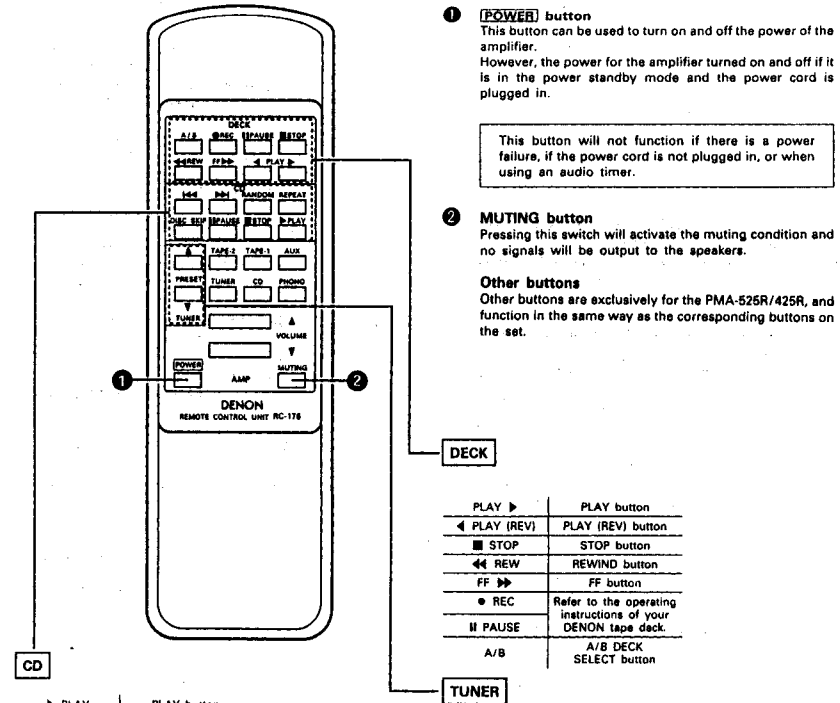 ❶ POWER button
This button can be used to turn on and off the power of the
amplifier.
However, the power for the amplifier turned on and off if it
is in the power standby mode and the power cord is
plugged in.
This button will not function if there is a power
failure, if the power cord is not plugged in, or when
using an audio timer.
❷ MUTING button
Pressing this switch will activate the muting condition and
no signals will be output to the speakers.
Other buttons
Other buttons are exclusively for the PMA-525R/425R, and
function in the same way as the corresponding buttons on
the set.
DECK
A/B ●REC ⏸PAUSE ■STOP
◀◀REW FF▶▶ ◀ PLAY ▶
CD
⏮ ⏭ RANDOM REPEAT
DISC SKIP ⏸PAUSE ■STOP ▶PLAY
▲ TAPE-2 TAPE-1 AUX
PRESET TUNER CD PHONO
▼
TUNER
▲
VOLUME
▼
POWER AMP MUTING
❶ ❷
DENON
REMOTE CONTROL UNIT RC-176
DECK
PLAY ▶ PLAY button
◀ PLAY (REV) PLAY (REV) button
■ STOP STOP button
◀◀ REW REWIND button
FF ▶▶ FF button
● REC Refer to the operating
instructions of your
⏸ PAUSE DENON tape deck.
A/B A/B DECK
SELECT button
CD
▶ PLAY PLAY button
TUNER